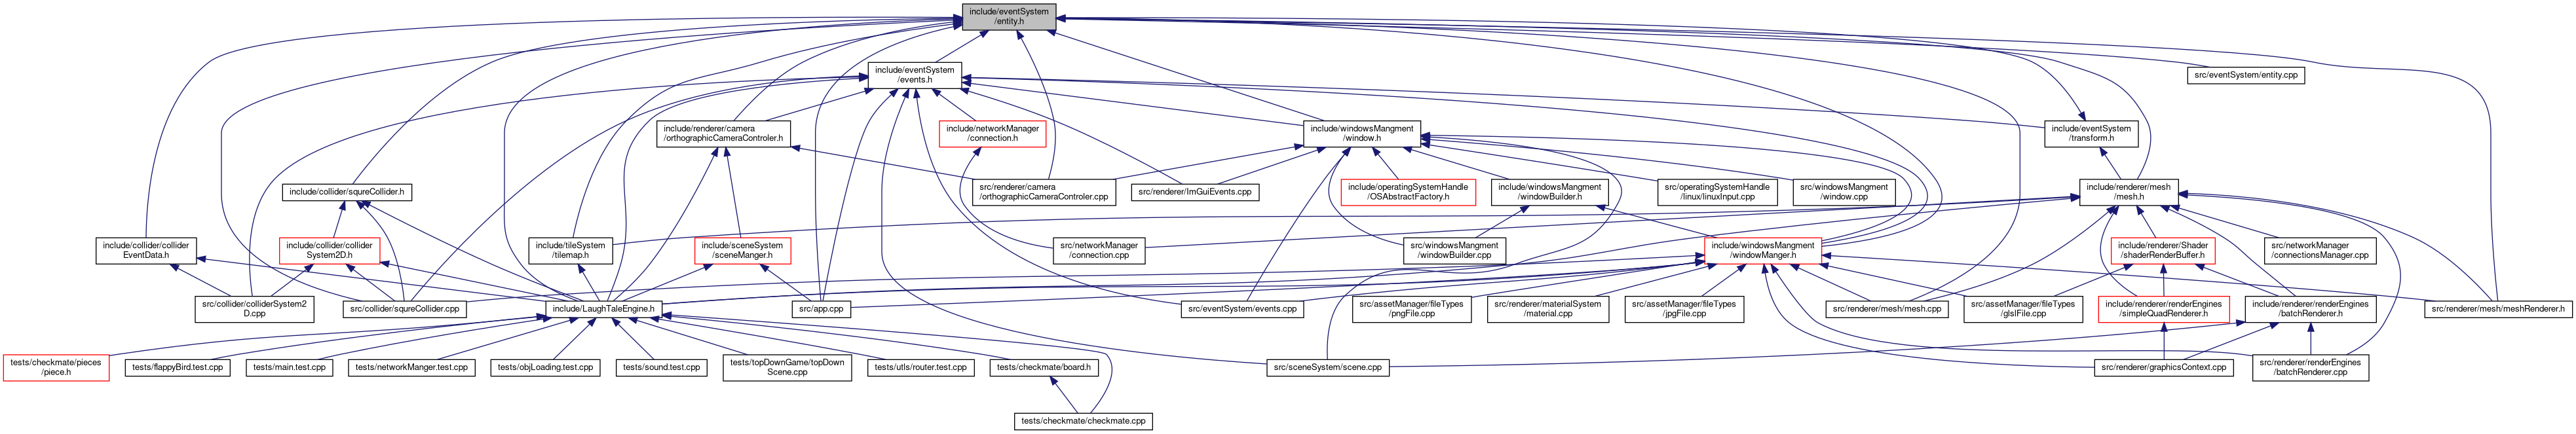 include/eventSystem
/entity.h
include/eventSystem
/events.h
src/eventSystem/entity.cpp
include/renderer/camera
/orthographicCameraControler.h
include/networkManager
/connection.h
include/windowsMangment
/window.h
include/eventSystem
/transform.h
include/collider/squreCollider.h
src/renderer/camera
/orthographicCameraControler.cpp
src/renderer/ImGuiEvents.cpp
include/operatingSystemHandle
/OSAbstractFactory.h
include/windowsMangment
/windowBuilder.h
src/operatingSystemHandle
/linux/linuxInput.cpp
src/windowsMangment
/window.cpp
include/renderer/mesh
/mesh.h
include/collider/collider
EventData.h
include/collider/collider
System2D.h
include/tileSystem
/tilemap.h
include/sceneSystem
/sceneManger.h
src/networkManager
/connection.cpp
src/windowsMangment
/windowBuilder.cpp
include/windowsMangment
/windowManger.h
include/renderer/Shader
/shaderRenderBuffer.h
src/networkManager
/connectionsManager.cpp
src/collider/colliderSystem2
D.cpp
src/collider/squreCollider.cpp
include/LaughTaleEngine.h
src/app.cpp
src/eventSystem/events.cpp
src/assetManager/fileTypes
/pngFile.cpp
src/renderer/materialSystem
/material.cpp
src/assetManager/fileTypes
/jpgFile.cpp
src/renderer/mesh/mesh.cpp
src/assetManager/fileTypes
/glslFile.cpp
include/renderer/renderEngines
/simpleQuadRenderer.h
include/renderer/renderEngines
/batchRenderer.h
src/renderer/mesh/meshRenderer.h
tests/checkmate/pieces
/piece.h
tests/flappyBird.test.cpp
tests/main.test.cpp
tests/networkManger.test.cpp
tests/objLoading.test.cpp
tests/sound.test.cpp
tests/topDownGame/topDown
Scene.cpp
tests/utls/router.test.cpp
tests/checkmate/board.h
src/sceneSystem/scene.cpp
src/renderer/graphicsContext.cpp
src/renderer/renderEngines
/batchRenderer.cpp
tests/checkmate/checkmate.cpp